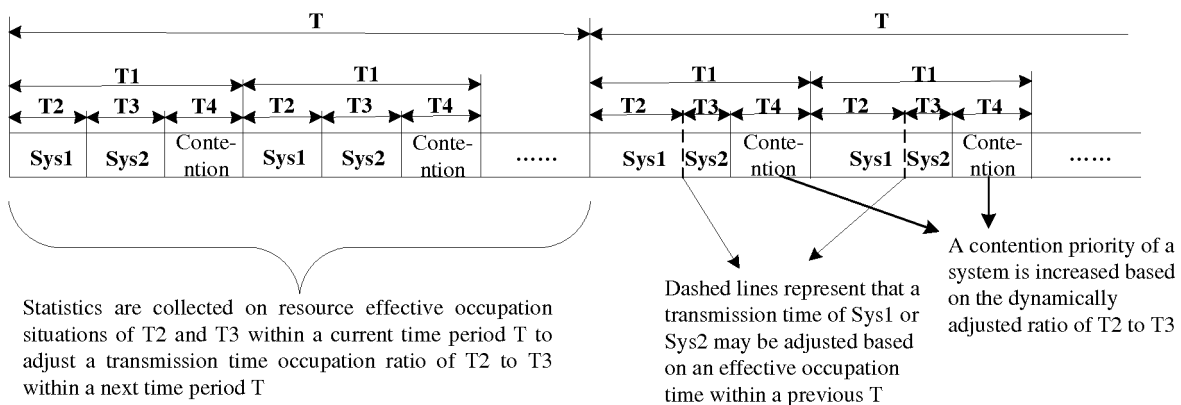 T T
T1 T1 T1 T1
T2 T3 T4 T2 T3 T4 T2 T3 T4 T2 T3 T4
Sys1 Sys2 Conte-
ntion Sys1 Sys2 Conte-
ntion ...... Sys1 Sys2 Conte-
ntion Sys1 Sys2 Conte-
ntion ......
Statistics are collected on resource effective occupation
situations of T2 and T3 within a current time period T to
adjust a transmission time occupation ratio of T2 to T3
within a next time period T
Dashed lines represent that a
transmission time of Sys1 or
Sys2 may be adjusted based
on an effective occupation
time within a previous T
A contention priority of a
system is increased based
on the dynamically
adjusted ratio of T2 to T3